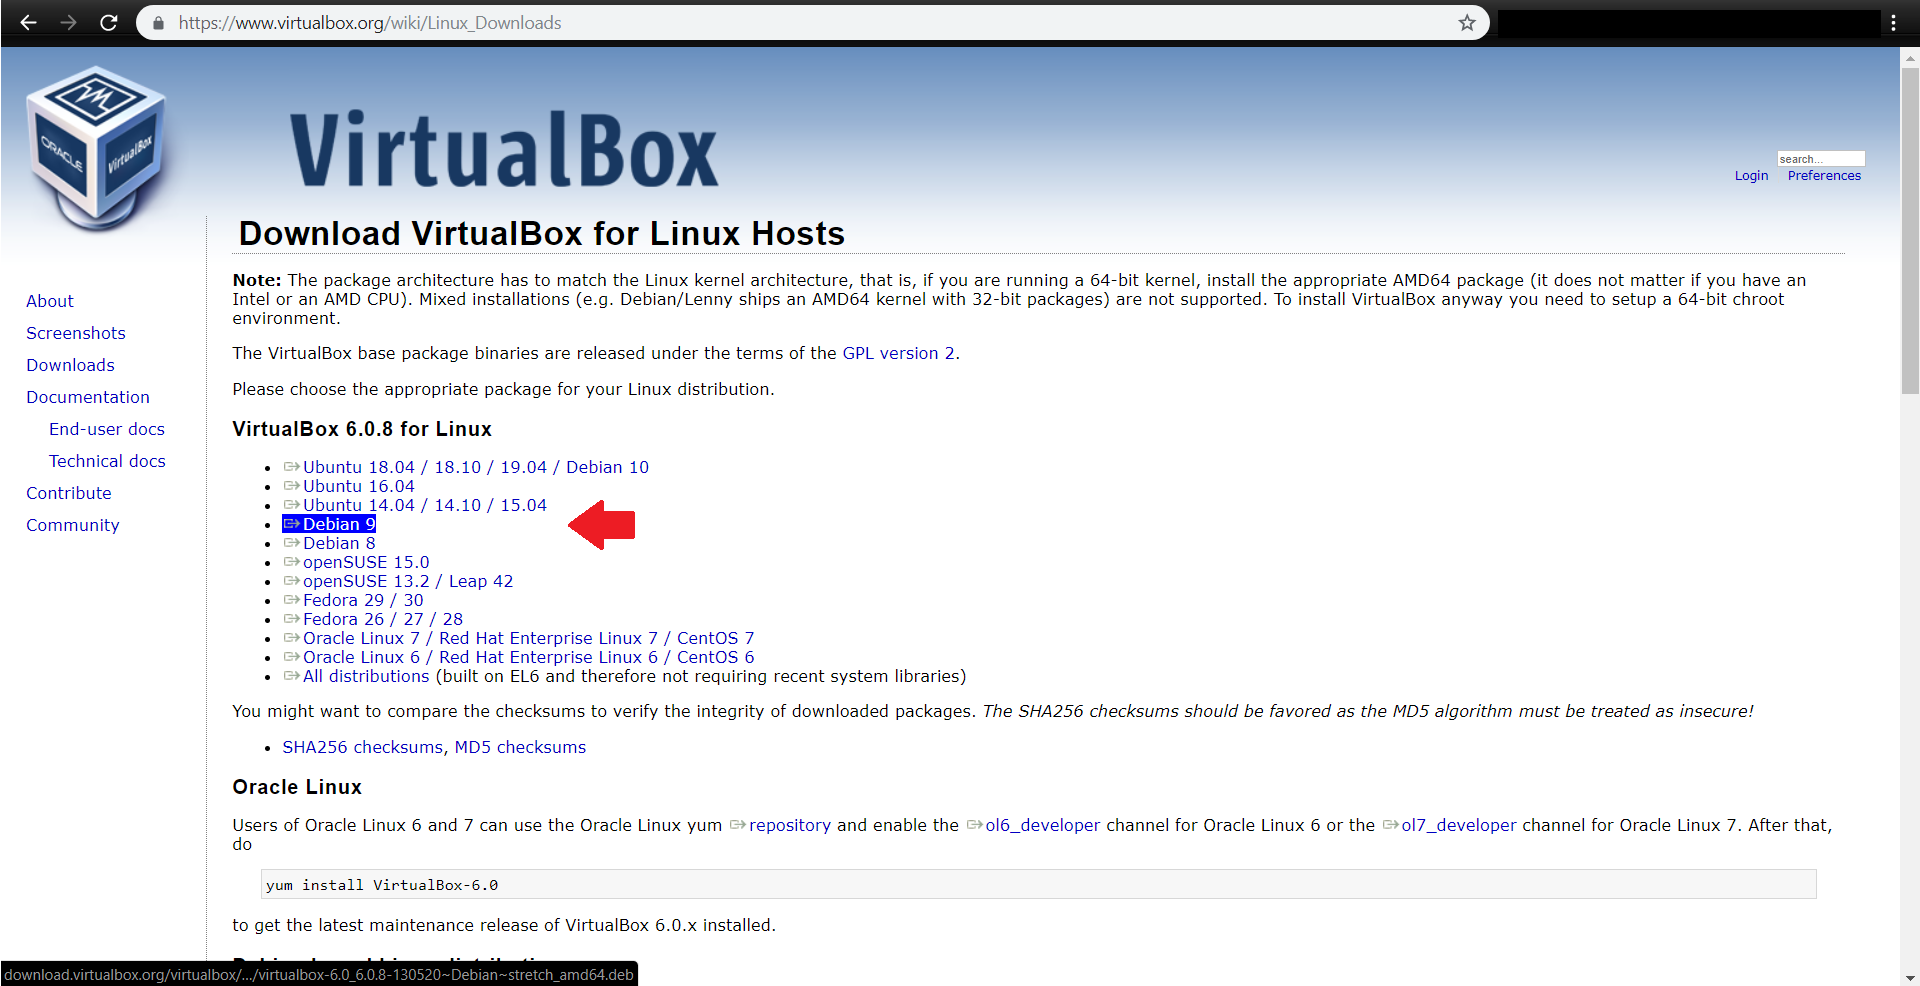 https://www.virtualbox.org/wiki/Linux_Downloads
ORACLE
VirtualBox
VirtualBox
search...
Login Preferences
Download VirtualBox for Linux Hosts
About
Screenshots
Downloads
Documentation
End-user docs
Technical docs
Contribute
Community
Note: The package architecture has to match the Linux kernel architecture, that is, if you are running a 64-bit kernel, install the appropriate AMD64 package (it does not matter if you have an
Intel or an AMD CPU). Mixed installations (e.g. Debian/Lenny ships an AMD64 kernel with 32-bit packages) are not supported. To install VirtualBox anyway you need to setup a 64-bit chroot
environment.
The VirtualBox base package binaries are released under the terms of the GPL version 2.
Please choose the appropriate package for your Linux distribution.
VirtualBox 6.0.8 for Linux
Ubuntu 18.04 / 18.10 / 19.04 / Debian 10
Ubuntu 16.04
Ubuntu 14.04 / 14.10 / 15.04
Debian 9
Debian 8
openSUSE 15.0
openSUSE 13.2 / Leap 42
Fedora 29 / 30
Fedora 26 / 27 / 28
Oracle Linux 7 / Red Hat Enterprise Linux 7 / CentOS 7
Oracle Linux 6 / Red Hat Enterprise Linux 6 / CentOS 6
All distributions (built on EL6 and therefore not requiring recent system libraries)
You might want to compare the checksums to verify the integrity of downloaded packages. The SHA256 checksums should be favored as the MD5 algorithm must be treated as insecure!
SHA256 checksums, MD5 checksums
Oracle Linux
Users of Oracle Linux 6 and 7 can use the Oracle Linux yum repository and enable the ol6_developer channel for Oracle Linux 6 or the ol7_developer channel for Oracle Linux 7. After that,
do
yum install VirtualBox-6.0
to get the latest maintenance release of VirtualBox 6.0.x installed.
download.virtualbox.org/virtualbox/.../virtualbox-6.0_6.0.8-130520~Debian~stretch_amd64.deb